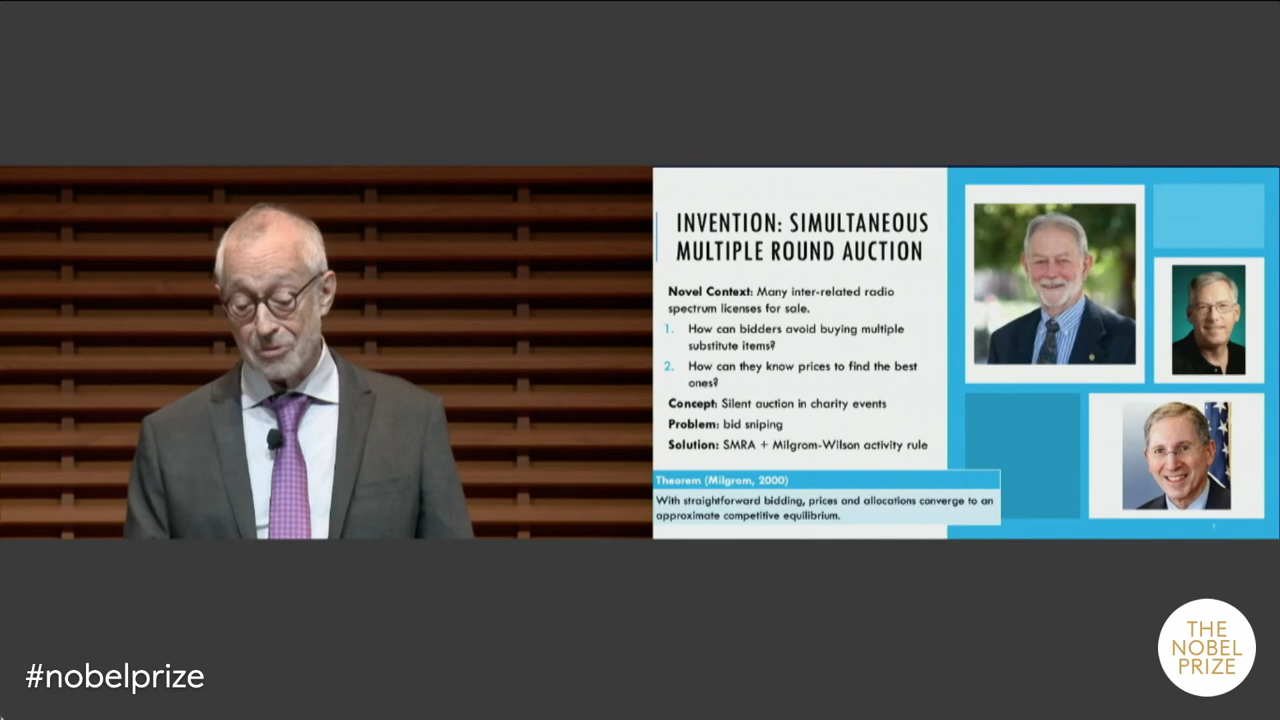 INVENTION: SIMULTANEOUS
MULTIPLE ROUND AUCTION
Novel Context: Many inter-related radio
spectrum licenses for sale.
1. How can bidders avoid buying multiple
substitute items?
2. How can they know prices to find the best
ones?
Concept: Silent auction in charity events
Problem: bid sniping
Solution: SMRA + Milgrom-Wilson activity rule
Theorem (Milgrom, 2000)
With straightforward bidding, prices and allocations converge to an
approximate competitive equilibrium.
7
#nobelprize
THE
NOBEL
PRIZE